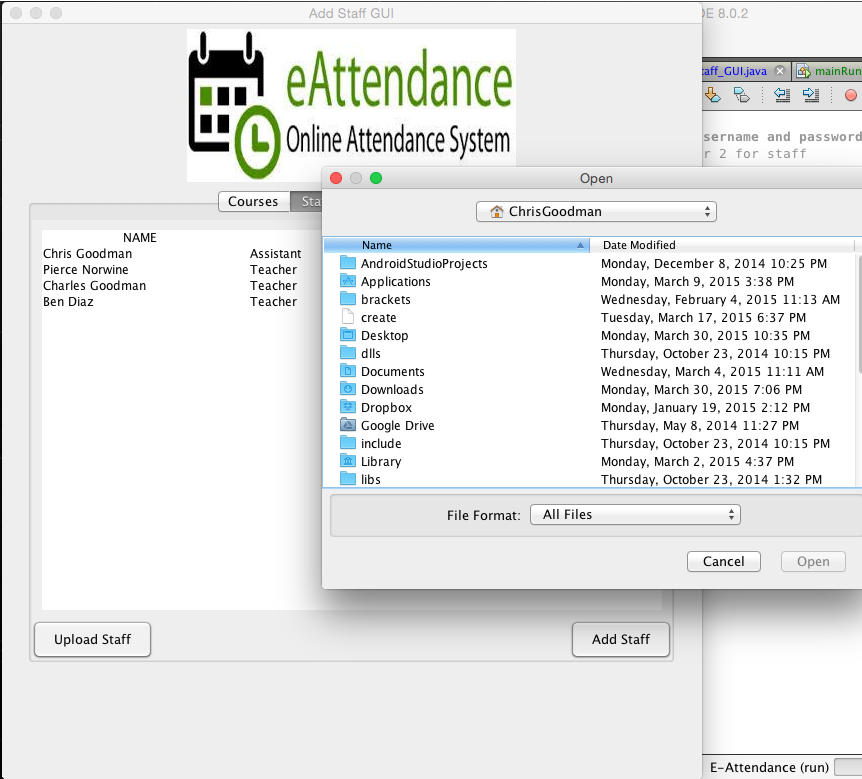 Add Staff GUI
DE 8.0.2
eAttendance
Online Attendance System
taff_GUI.java
mainRun
sername and password
r 2 for staff
Open
Courses
Sta
ChrisGoodman
NAME
Chris Goodman Assistant
Pierce Norwine Teacher
Charles Goodman Teacher
Ben Diaz Teacher
Name Date Modified
AndroidStudioProjects Monday, December 8, 2014 10:25 PM
Applications Monday, March 9, 2015 3:38 PM
brackets Wednesday, February 4, 2015 11:13 AM
create Tuesday, March 17, 2015 6:37 PM
Desktop Monday, March 30, 2015 10:35 PM
dlls Thursday, October 23, 2014 10:15 PM
Documents Wednesday, March 4, 2015 11:11 AM
Downloads Monday, March 30, 2015 7:06 PM
Dropbox Monday, January 19, 2015 2:12 PM
Google Drive Thursday, May 8, 2014 11:27 PM
include Thursday, October 23, 2014 10:15 PM
Library Monday, March 2, 2015 4:37 PM
libs Thursday, October 23, 2014 1:32 PM
File Format: All Files
Cancel Open
Upload Staff
Add Staff
E-Attendance (run)